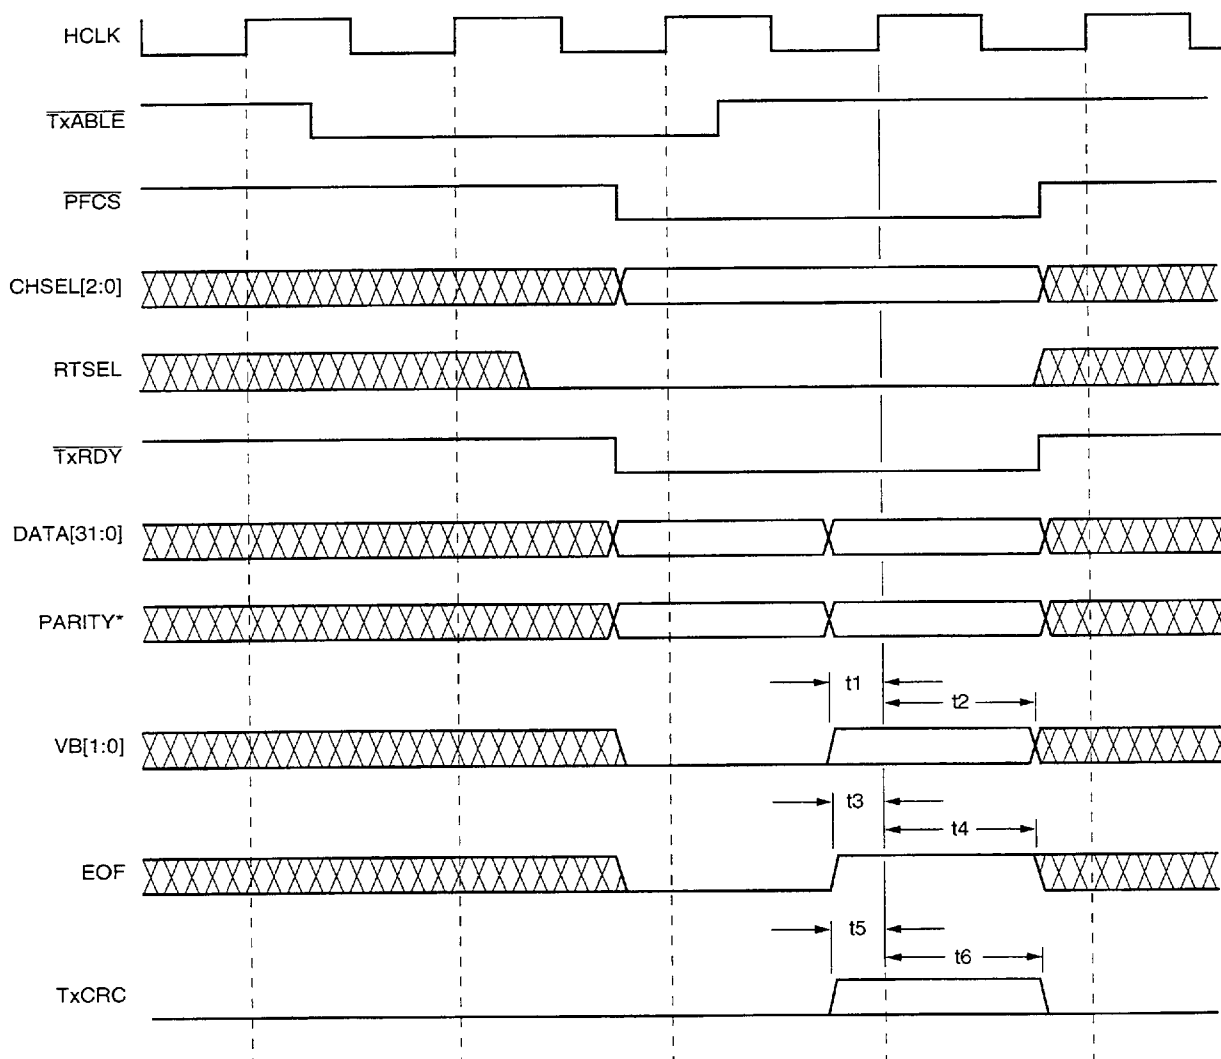 HCLK
TxABLE
PFCS
CHSEL[2:0]
RTSEL
TxRDY
DATA[31:0]
PARITY*
t1
t2
VB[1:0]
t3
t4
EOF
t5
t6
TxCRC